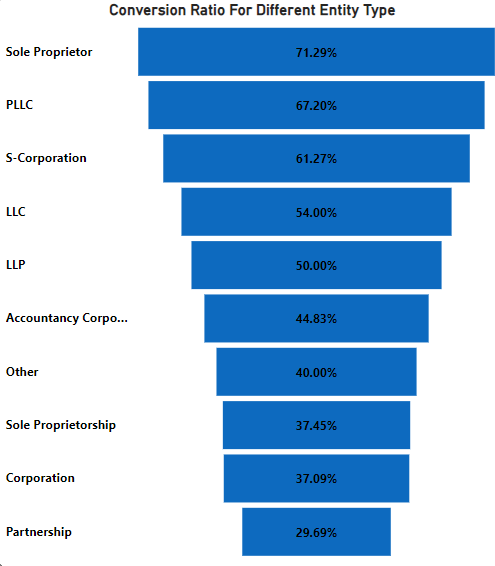 Conversion Ratio For Different Entity Type
Sole Proprietor 71.29%
PLLC 67.20%
S-Corporation 61.27%
LLC 54.00%
LLP 50.00%
Accountancy Corpo... 44.83%
Other 40.00%
Sole Proprietorship 37.45%
Corporation 37.09%
Partnership 29.69%